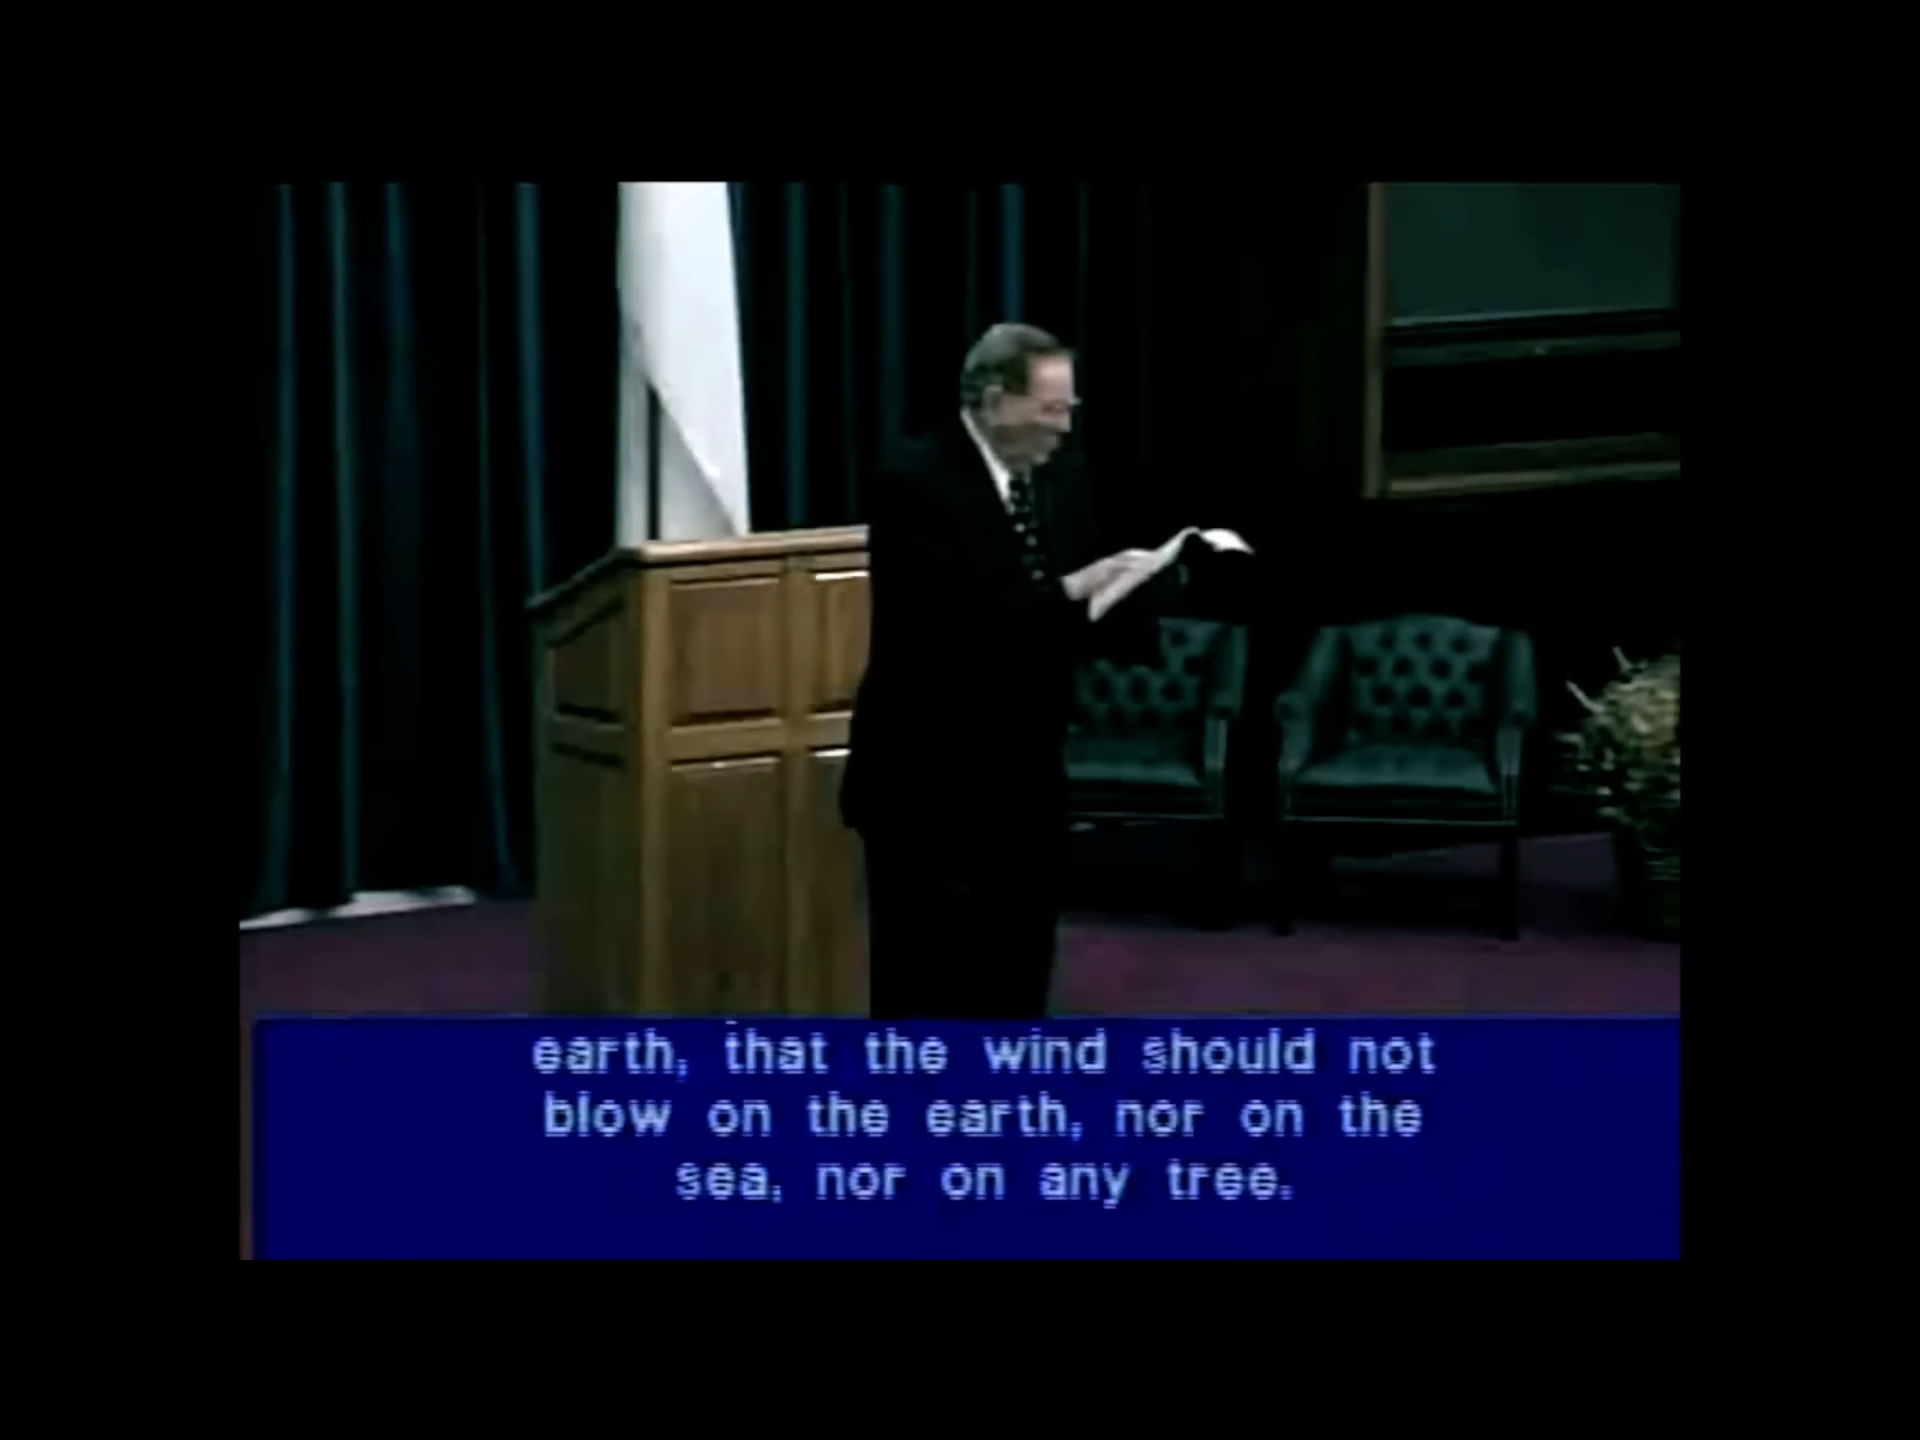 earth, that the wind should not
blow on the earth, nor on the
sea, nor on any tree.